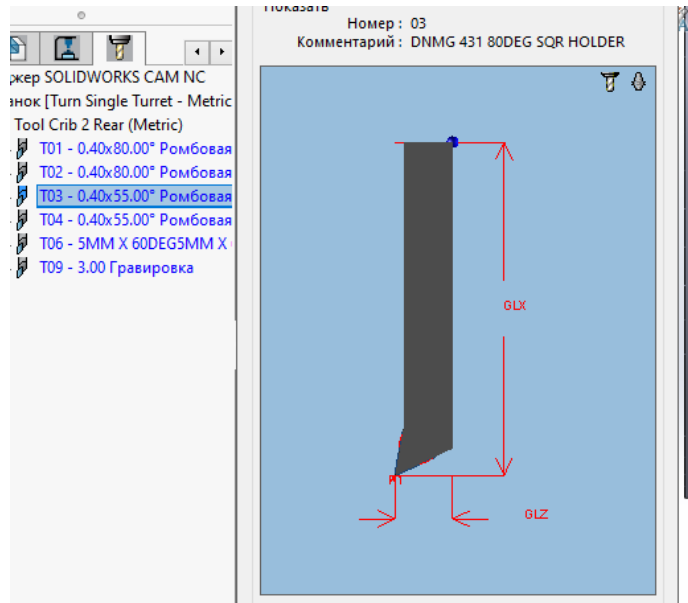 Показать
Номер : 03
Комментарий : DNMG 431 80DEG SQR HOLDER
джер SOLIDWORKS CAM NC
анок [Turn Single Turret - Metric
Tool Crib 2 Rear (Metric)
T01 - 0.40x80.00° Ромбовая
T02 - 0.40x80.00° Ромбовая
T03 - 0.40x55.00° Ромбовая
T04 - 0.40x55.00° Ромбовая
T06 - 5MM X 60DEG5MM X
T09 - 3.00 Гравировка
GLX
GLZ